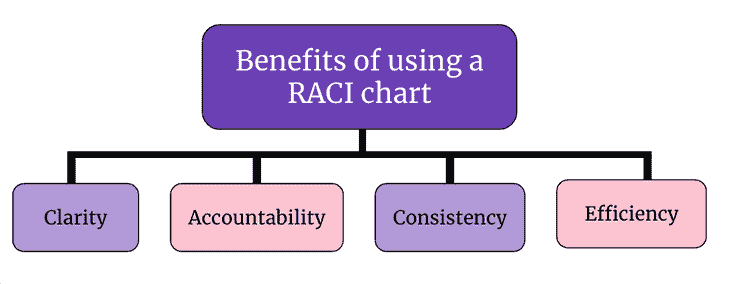 Benefits of using a
RACI chart
Clarity
Accountability
Consistency
Efficiency